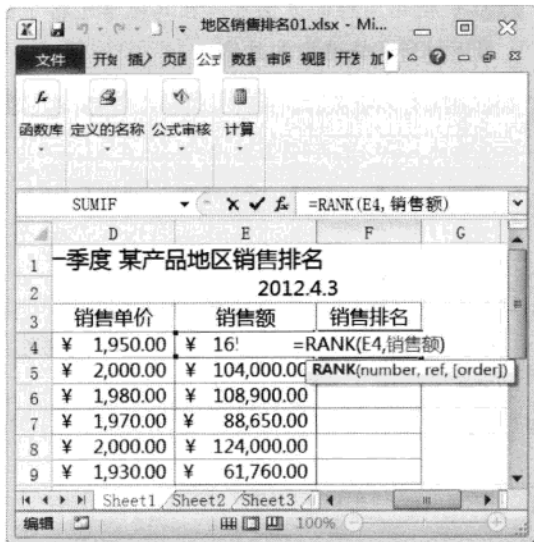 地区销售排名01.xlsx - Mi...
文件 开始 插入 页面 公式 数据 审阅 视图 开发 加
函数库 定义的名称 公式审核 计算
SUMIF fx =RANK(E4,销售额)
D E F G
1 一季度 某产品地区销售排名
2 2012.4.3
3 销售单价 销售额 销售排名
4 ¥ 1,950.00 ¥ 16 =RANK(E4,销售额)
5 ¥ 2,000.00 ¥ 104,000.00 RANK(number, ref, [order])
6 ¥ 1,980.00 ¥ 108,900.00
7 ¥ 1,970.00 ¥ 88,650.00
8 ¥ 2,000.00 ¥ 124,000.00
9 ¥ 1,930.00 ¥ 61,760.00
Sheet1 Sheet2 Sheet3
编辑 100%